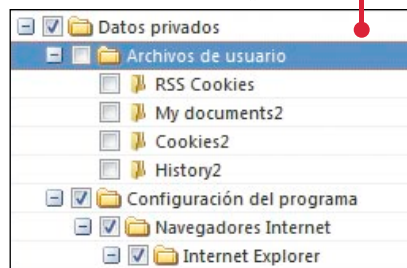 Datos privados
Archivos de usuario
RSS Cookies
My documents2
Cookies2
History2
Configuración del programa
Navegadores Internet
Internet Explorer